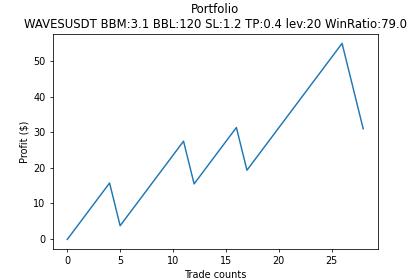 Portfolio
WAVESUSDT BBM:3.1 BBL:120 SL:1.2 TP:0.4 lev:20 WinRatio:79.0
50
40
30
20
10
0
Profit ($)
0 5 10 15 20 25
Trade counts